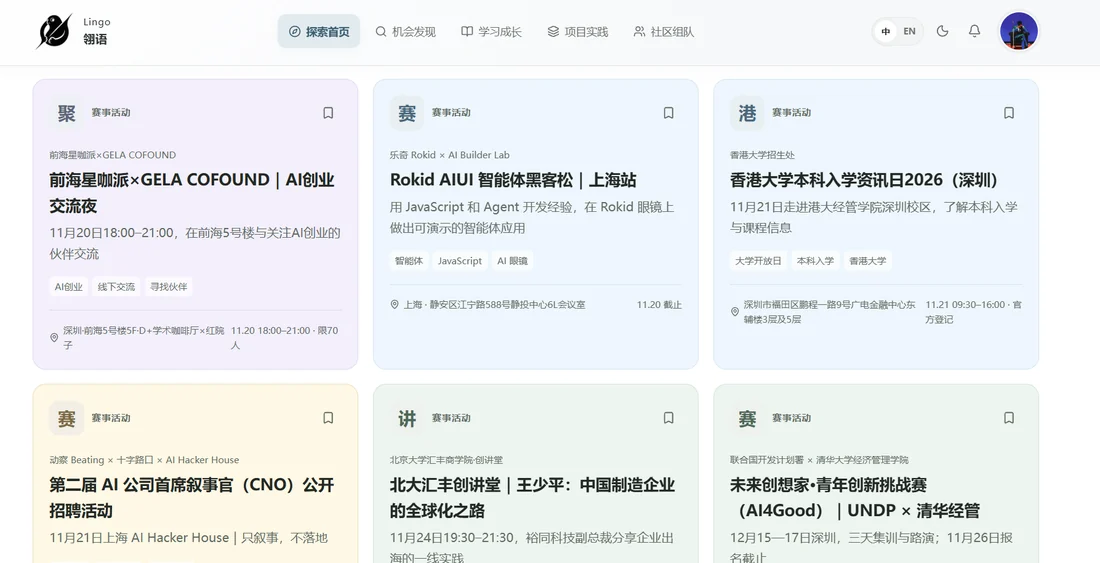 Lingo
翎语
探索首页
机会发现
学习成长
项目实践
社区组队
中
EN
聚
赛事活动
前海星咖派×GELA COFOUND
前海星咖派×GELA COFOUND｜AI创业
交流夜
11月20日18:00–21:00，在前海5号楼与关注AI创业的
伙伴交流
AI创业
线下交流
寻找伙伴
深圳·前海5号楼5F·D+学术咖啡厅×红院
子
11.20 18:00–21:00 · 限70
人
赛
赛事活动
乐奇 Rokid × AI Builder Lab
Rokid AIUI 智能体黑客松｜上海站
用 JavaScript 和 Agent 开发经验，在 Rokid 眼镜上
做出可演示的智能体应用
智能体
JavaScript
AI 眼镜
上海 · 静安区江宁路588号静投中心6L会议室
11.20 截止
港
赛事活动
香港大学招生处
香港大学本科入学资讯日2026（深圳）
11月21日走进港大经管学院深圳校区，了解本科入学
与课程信息
大学开放日
本科入学
香港大学
深圳市福田区鹏程一路9号广电金融中心东
辅楼3层及5层
11.21 09:30–16:00 · 官
方登记
赛
赛事活动
动察 Beating × 十字路口 × AI Hacker House
第二届 AI 公司首席叙事官（CNO）公开
招聘活动
11月21日上海 AI Hacker House｜只叙事，不落地
讲
赛事活动
北京大学汇丰商学院·创讲堂
北大汇丰创讲堂｜王少平：中国制造企业
的全球化之路
11月24日19:30–21:30，裕同科技副总裁分享企业出
海的一线实践
赛
赛事活动
联合国开发计划署 × 清华大学经济管理学院
未来创想家·青年创新挑战赛
（AI4Good）｜UNDP × 清华经管
12月15—17日深圳，三天集训与路演；11月26日报
名截止